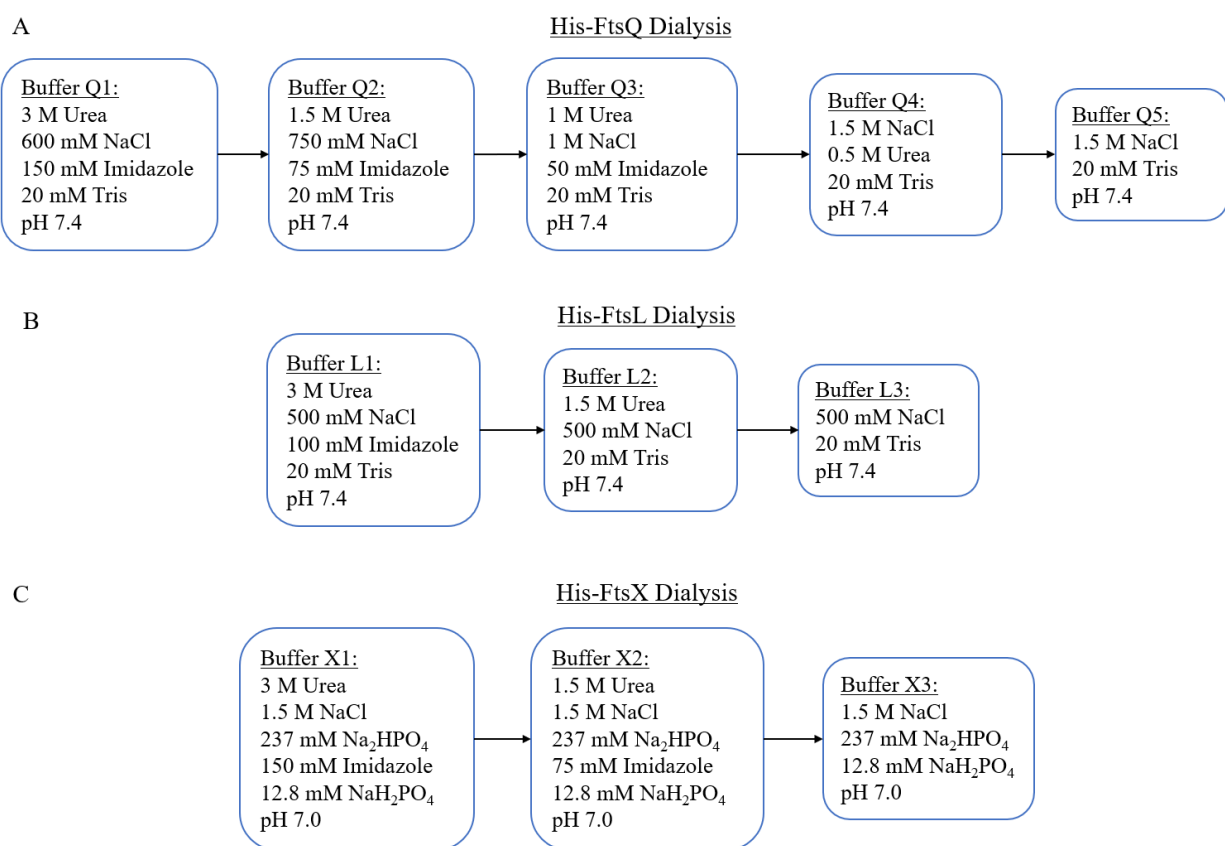 A
His-FtsQ Dialysis
Buffer Q1:
3 M Urea
600 mM NaCl
150 mM Imidazole
20 mM Tris
pH 7.4
Buffer Q2:
1.5 M Urea
750 mM NaCl
75 mM Imidazole
20 mM Tris
pH 7.4
Buffer Q3:
1 M Urea
1 M NaCl
50 mM Imidazole
20 mM Tris
pH 7.4
Buffer Q4:
1.5 M NaCl
0.5 M Urea
20 mM Tris
pH 7.4
Buffer Q5:
1.5 M NaCl
20 mM Tris
pH 7.4
B
His-FtsL Dialysis
Buffer L1:
3 M Urea
500 mM NaCl
100 mM Imidazole
20 mM Tris
pH 7.4
Buffer L2:
1.5 M Urea
500 mM NaCl
20 mM Tris
pH 7.4
Buffer L3:
500 mM NaCl
20 mM Tris
pH 7.4
C
His-FtsX Dialysis
Buffer X1:
3 M Urea
1.5 M NaCl
237 mM Na₂HPO₄
150 mM Imidazole
12.8 mM NaH₂PO₄
pH 7.0
Buffer X2:
1.5 M Urea
1.5 M NaCl
237 mM Na₂HPO₄
75 mM Imidazole
12.8 mM NaH₂PO₄
pH 7.0
Buffer X3:
1.5 M NaCl
237 mM Na₂HPO₄
12.8 mM NaH₂PO₄
pH 7.0